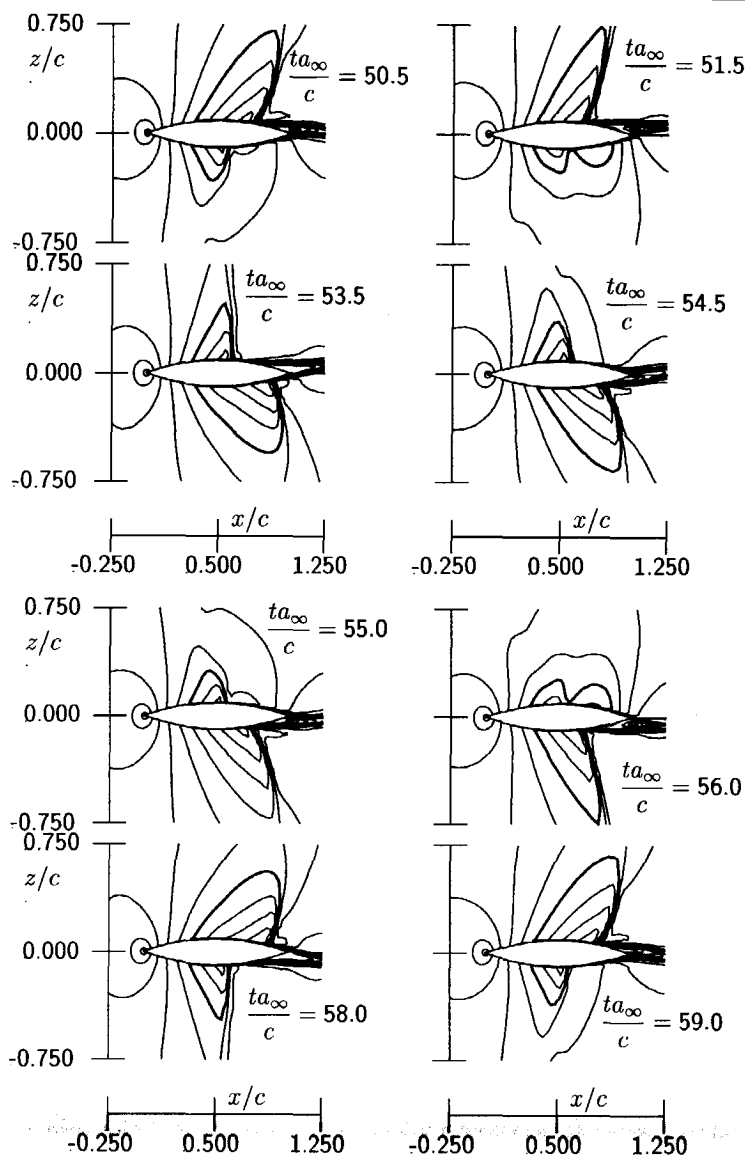 0.750
z/c
0.000
-0.750
ta∞/c = 50.5
ta∞/c = 51.5
0.750
z/c
0.000
-0.750
ta∞/c = 53.5
ta∞/c = 54.5
x/c
-0.250 0.500 1.250
x/c
-0.250 0.500 1.250
0.750
z/c
0.000
-0.750
ta∞/c = 55.0
ta∞/c = 56.0
0.750
z/c
0.000
-0.750
ta∞/c = 58.0
ta∞/c = 59.0
x/c
-0.250 0.500 1.250
x/c
-0.250 0.500 1.250